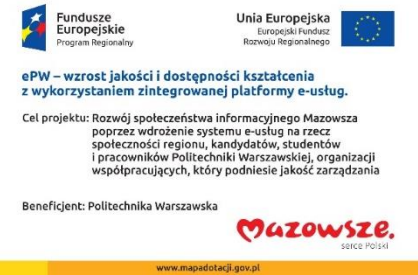 Fundusze
Europejskie
Program Regionalny
Unia Europejska
Europejski Fundusz
Rozwoju Regionalnego
ePW – wzrost jakości i dostępności kształcenia
z wykorzystaniem zintegrowanej platformy e-usług.
Cel projektu: Rozwój społeczeństwa informacyjnego Mazowsza
poprzez wdrożenie systemu e-usług na rzecz
społeczności regionu, kandydatów, studentów
i pracowników Politechniki Warszawskiej, organizacji
współpracujących, który podniesie jakość zarządzania
Beneficjent: Politechnika Warszawska
Mazowsze.
serce Polski
www.mapadotacji.gov.pl